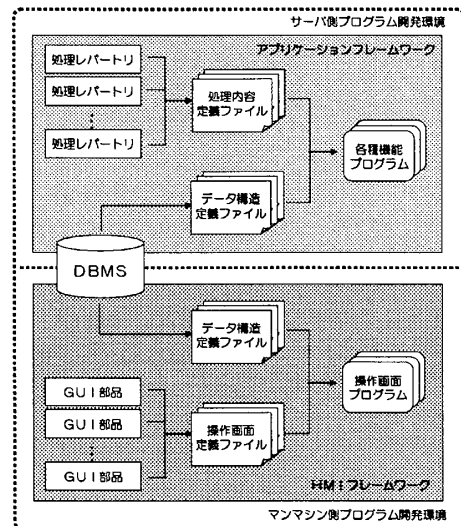 サーバ側プログラム開発環境
アプリケーションフレームワーク
処理レパートリ
処理レパートリ
処理レパートリ
処理内容
定義ファイル
各種機能
プログラム
データ構造
定義ファイル
DBMS
データ構造
定義ファイル
操作画面
プログラム
GUI部品
GUI部品
GUI部品
操作画面
定義ファイル
HMIフレームワーク
マンマシン側プログラム開発環境